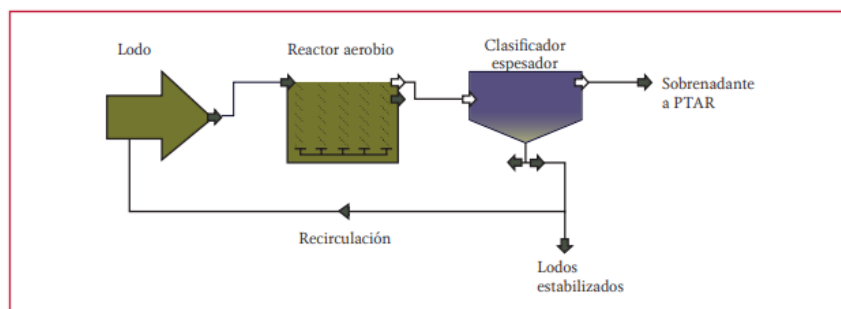 Lodo
Reactor aerobio
Clasificador
espesador
Sobrenadante
a PTAR
Recirculación
Lodos
estabilizados